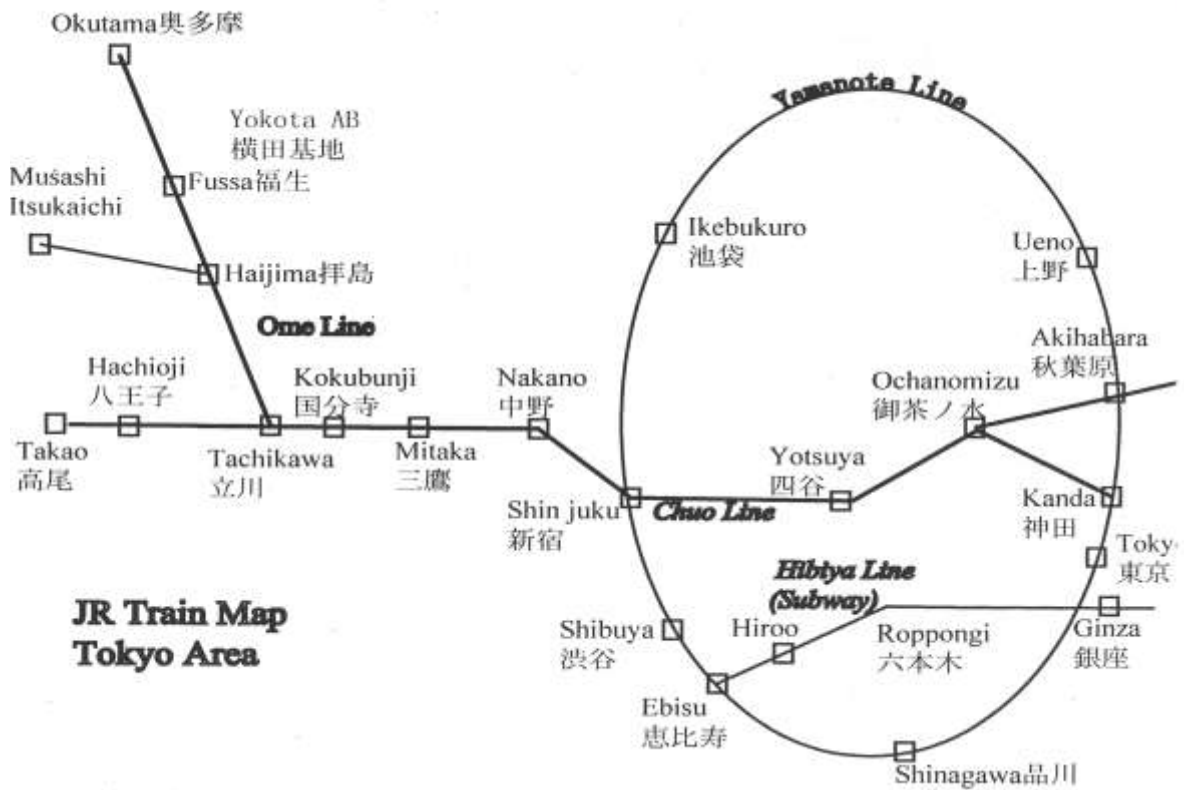 Okutama奥多摩
Yamanote Line
Yokota AB
横田基地
Musashi
Itsukaichi
Fussa福生
Ikebukuro
池袋
Ueno
上野
Haijima拝島
Ome Line
Akihabara
秋葉原
Hachioji
八王子
Kokubunji
国分寺
Nakano
中野
Ochanomizu
御茶ノ水
Takao
高尾
Tachikawa
立川
Mitaka
三鷹
Yotsuya
四谷
Shin juku
新宿
Chuo Line
Kanda
神田
Toky
東京
Hibiya Line
(Subway)
JR Train Map
Tokyo Area
Shibuya
渋谷
Hiroo
Roppongi
六本木
Ginza
銀座
Ebisu
恵比寿
Shinagawa品川